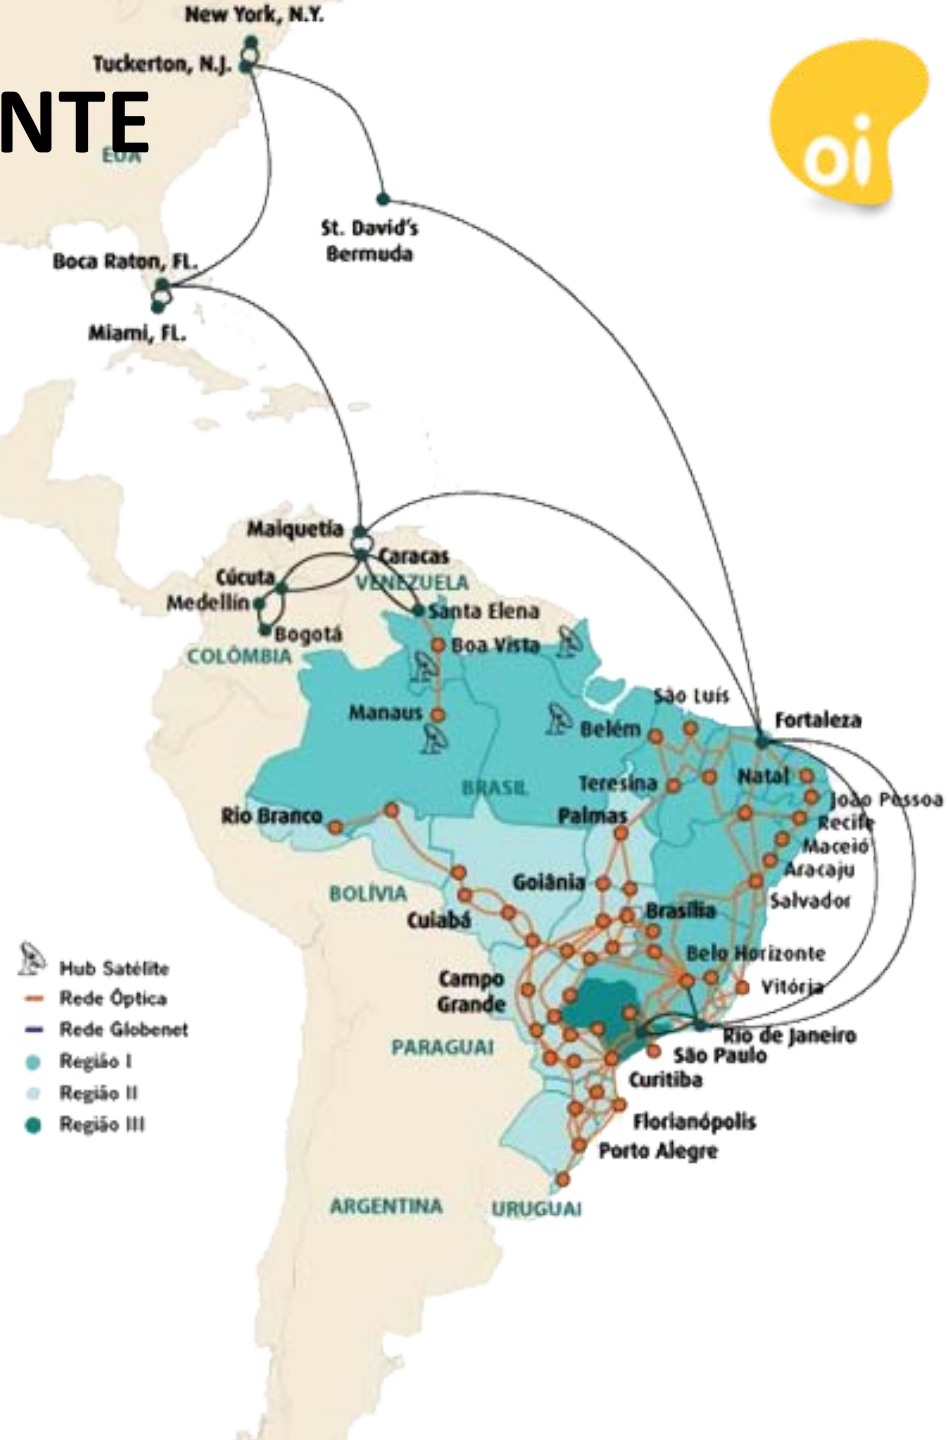 New York, N.Y.
Tuckerton, N.J.
NTE
EUA
oi
St. David's
Bermuda
Boca Raton, FL.
Miami, FL.
Maiquetía
Caracas
Cúcuta
VENEZUELA
Medellín
Santa Elena
Bogotá
Boa Vista
COLÔMBIA
São Luís
Manaus
Fortaleza
Belém
Teresina
Natal
BRASIL
João Pessoa
Rio Branco
Palmas
Recife
Maceió
Aracaju
Goiânia
BOLÍVIA
Salvador
Brasília
Cuiabá
Belo Horizonte
Hub Satélite
Campo
Grande
Vitória
Rede Óptica
Rede Globenet
Rio de Janeiro
PARAGUAI
São Paulo
Região I
Curitiba
Região II
Região III
Florianópolis
Porto Alegre
ARGENTINA
URUGUAI